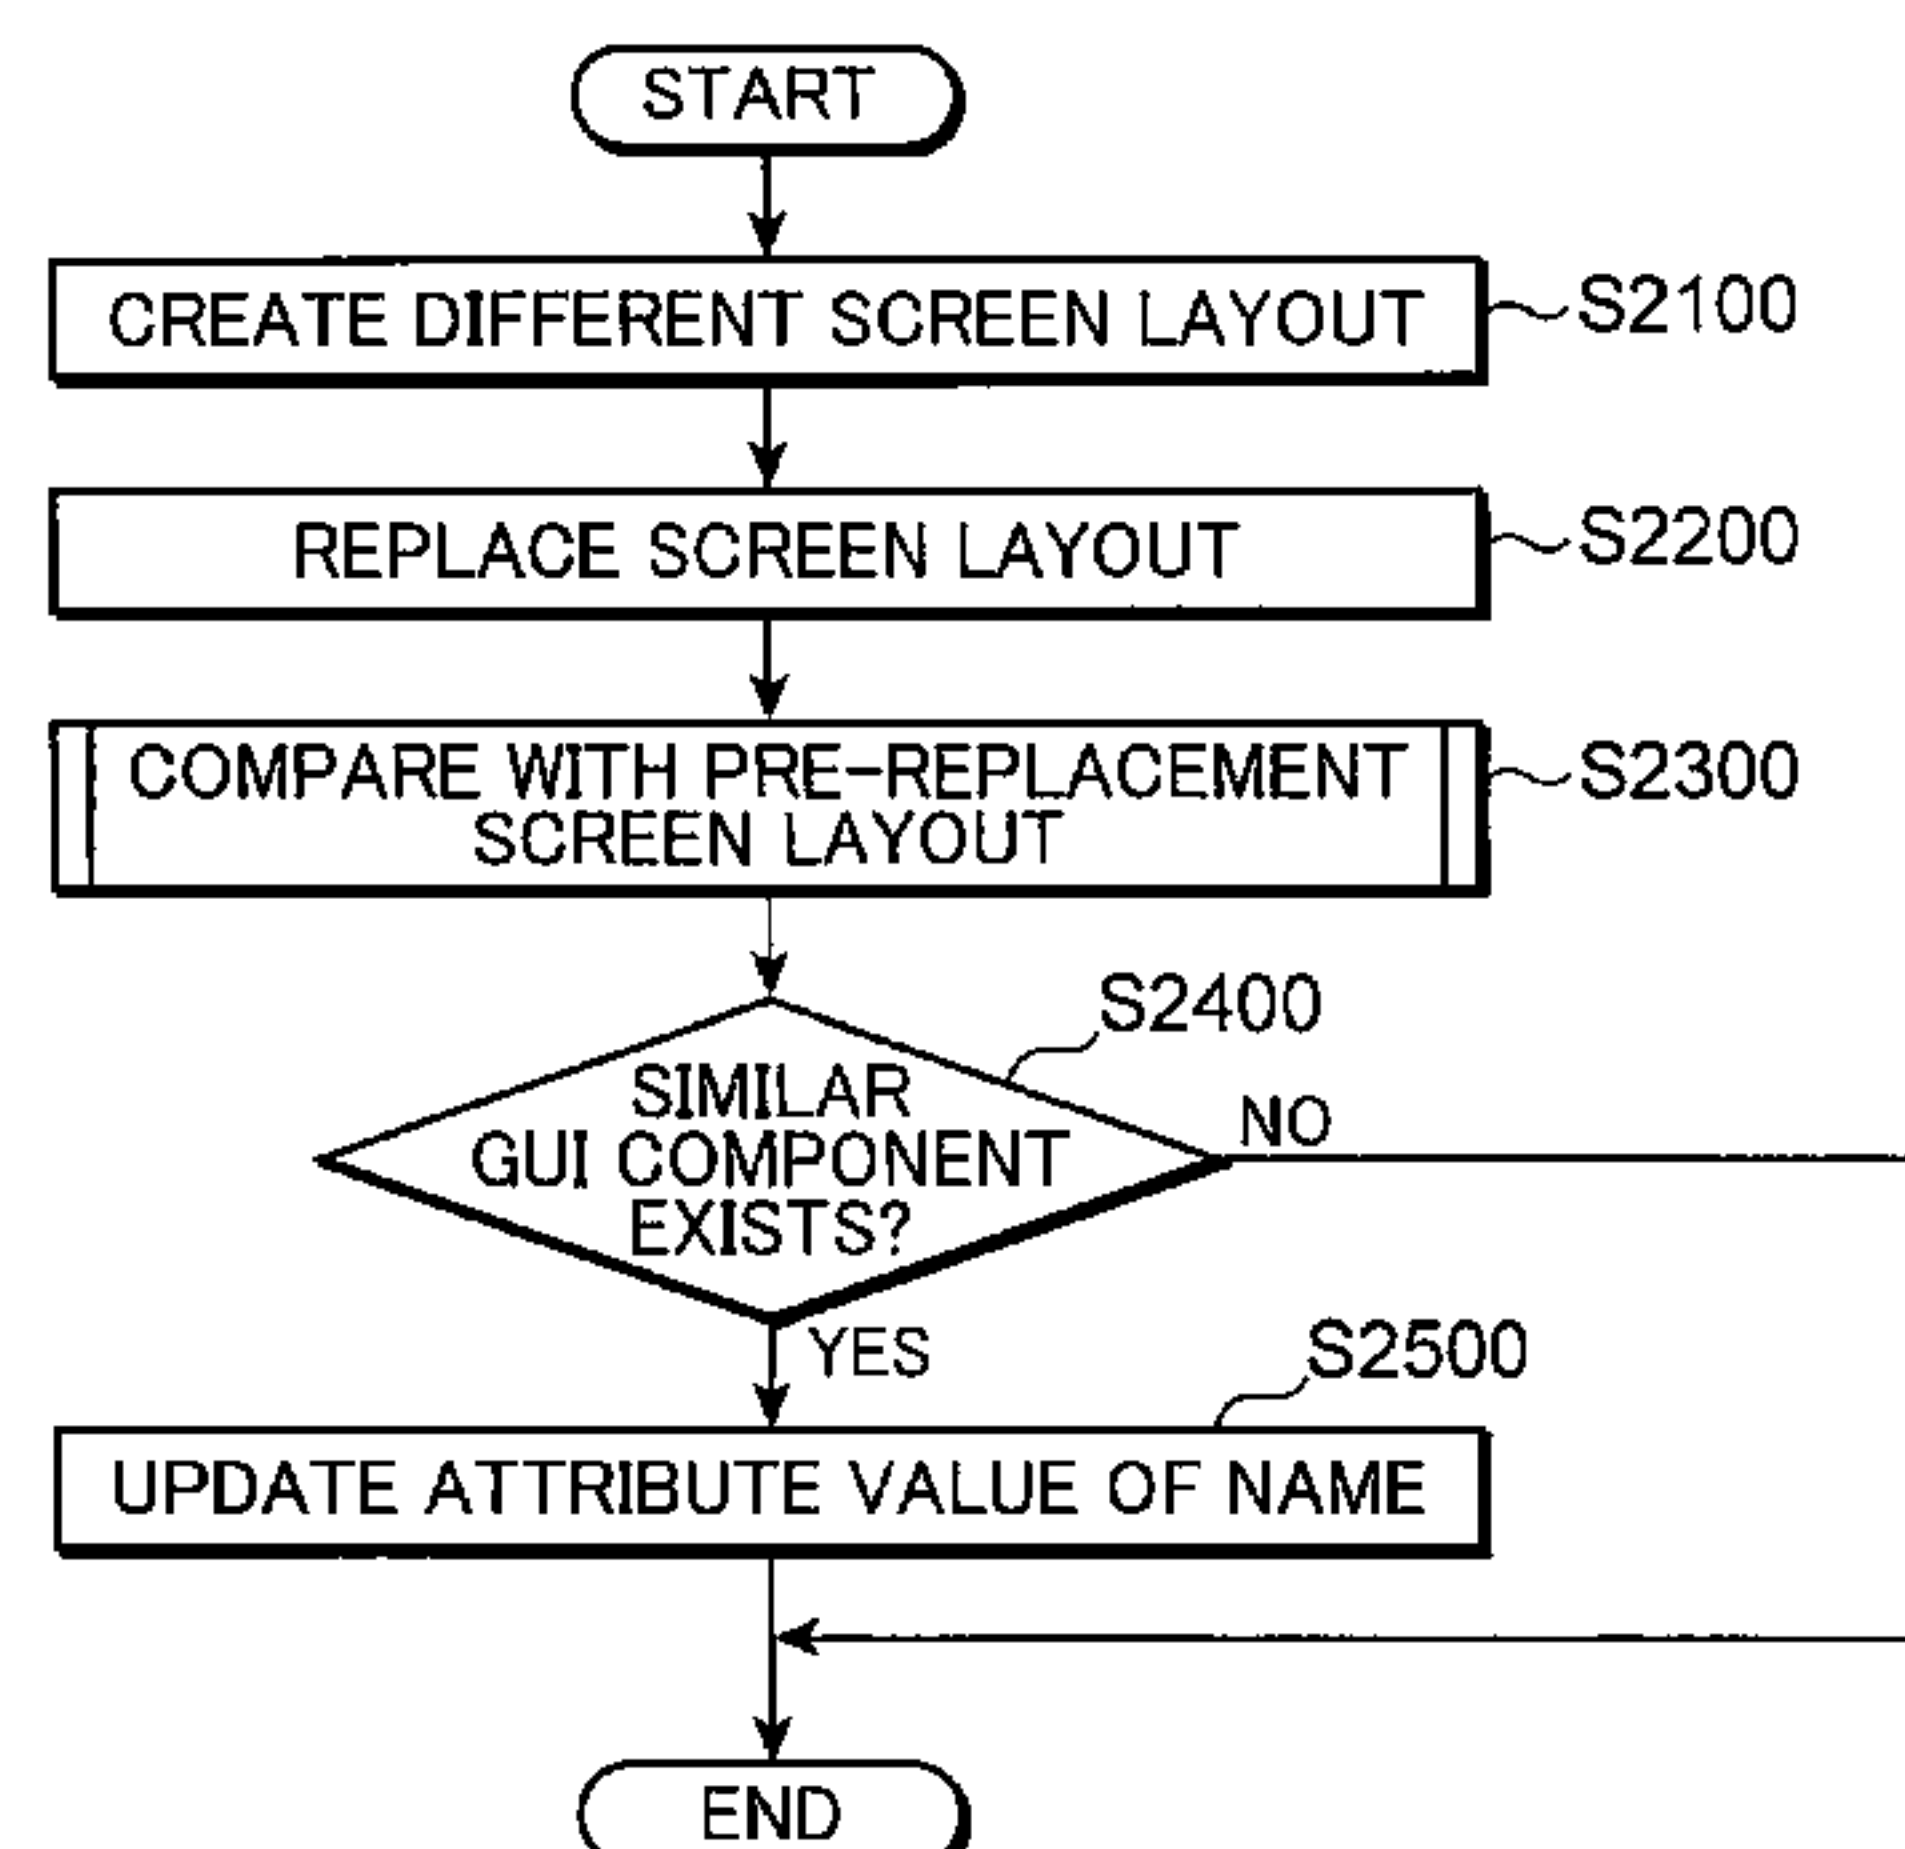 START
CREATE DIFFERENT SCREEN LAYOUT
S2100
REPLACE SCREEN LAYOUT
S2200
COMPARE WITH PRE-REPLACEMENT
SCREEN LAYOUT
S2300
S2400
SIMILAR
GUI COMPONENT
EXISTS?
NO
YES
S2500
UPDATE ATTRIBUTE VALUE OF NAME
END